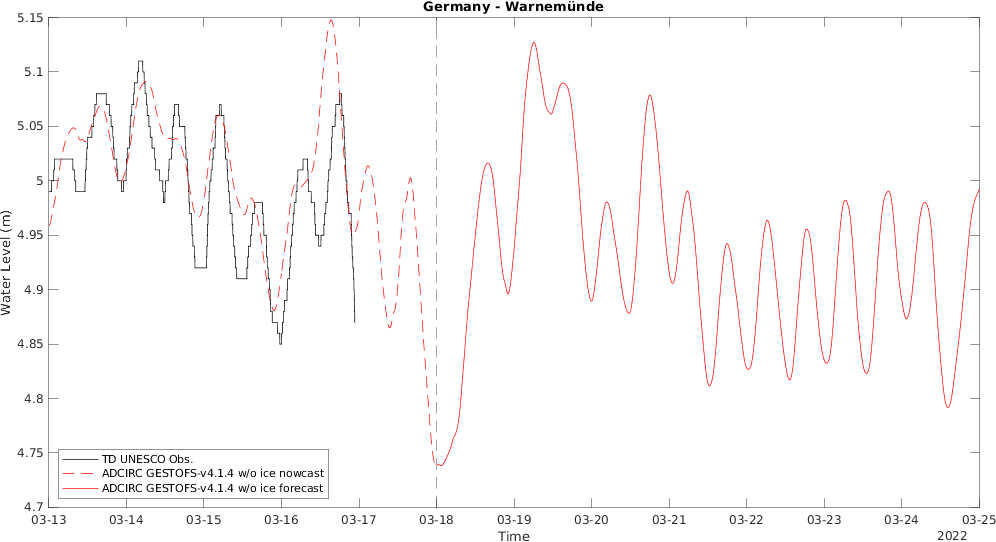 Germany - Warnemünde
5.15
5.1
5.05
5
4.95
4.9
4.85
4.8
4.75
4.7
Water Level (m)
TD UNESCO Obs.
ADCIRC GESTOFS-v4.1.4 w/o ice nowcast
ADCIRC GESTOFS-v4.1.4 w/o ice forecast
03-13 03-14 03-15 03-16 03-17 03-18 03-19 03-20 03-21 03-22 03-23 03-24 03-25
Time
2022